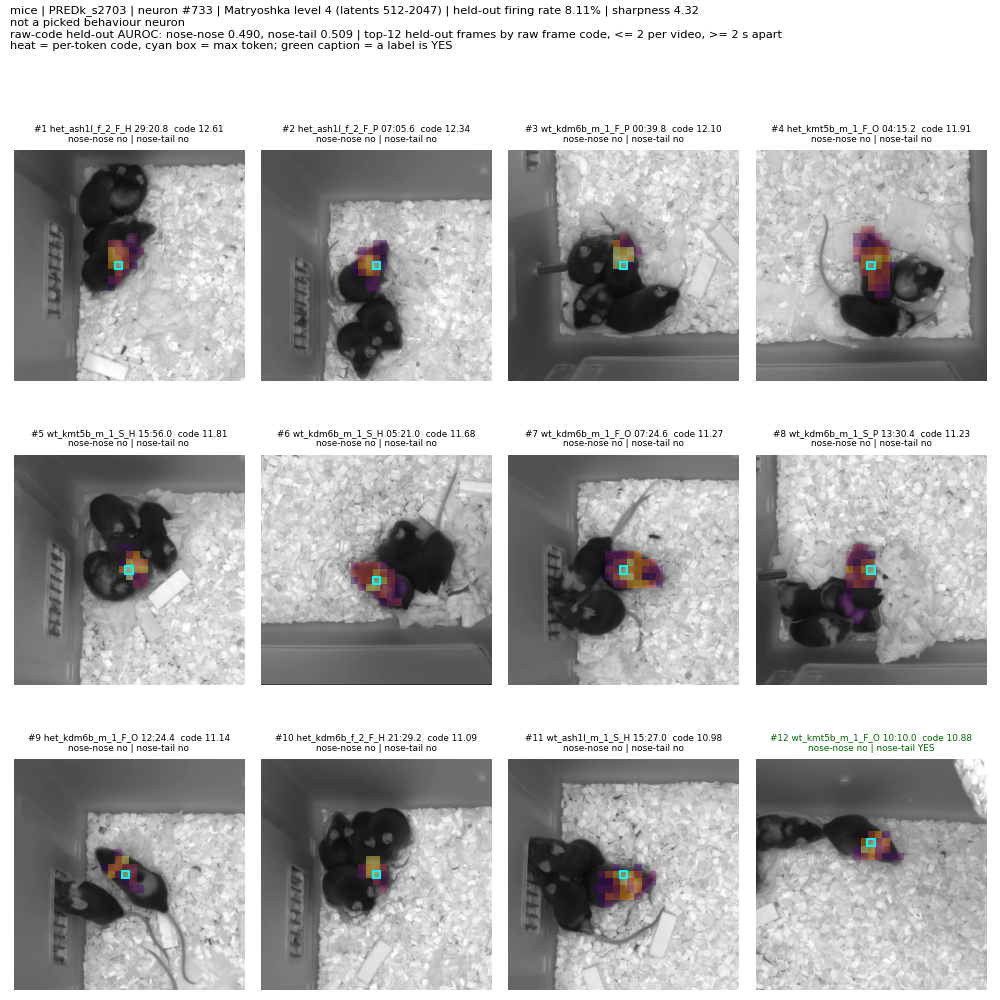 mice | PREDk_s2703 | neuron #733 | Matryoshka level 4 (latents 512-2047) | held-out firing rate 8.11% | sharpness 4.32
not a picked behaviour neuron
raw-code held-out AUROC: nose-nose 0.490, nose-tail 0.509 | top-12 held-out frames by raw frame code, <= 2 per video, >= 2 s apart
heat = per-token code, cyan box = max token; green caption = a label is YES
#1 het_ash1l_f_2_F_H 29:20.8 code 12.61
nose-nose no | nose-tail no
#2 het_ash1l_f_2_F_P 07:05.6 code 12.34
nose-nose no | nose-tail no
#3 wt_kdm6b_m_1_F_P 00:39.8 code 12.10
nose-nose no | nose-tail no
#4 het_kmt5b_m_1_F_O 04:15.2 code 11.91
nose-nose no | nose-tail no
#5 wt_kmt5b_m_1_S_H 15:56.0 code 11.81
nose-nose no | nose-tail no
#6 wt_kdm6b_m_1_S_H 05:21.0 code 11.68
nose-nose no | nose-tail no
#7 wt_kdm6b_m_1_F_O 07:24.6 code 11.27
nose-nose no | nose-tail no
#8 wt_kdm6b_m_1_S_P 13:30.4 code 11.23
nose-nose no | nose-tail no
#9 het_kdm6b_m_1_F_O 12:24.4 code 11.14
nose-nose no | nose-tail no
#10 het_kdm6b_f_2_F_H 21:29.2 code 11.09
nose-nose no | nose-tail no
#11 wt_ash1l_m_1_S_H 15:27.0 code 10.98
nose-nose no | nose-tail no
#12 wt_kmt5b_m_1_F_O 10:10.0 code 10.88
nose-nose no | nose-tail YES